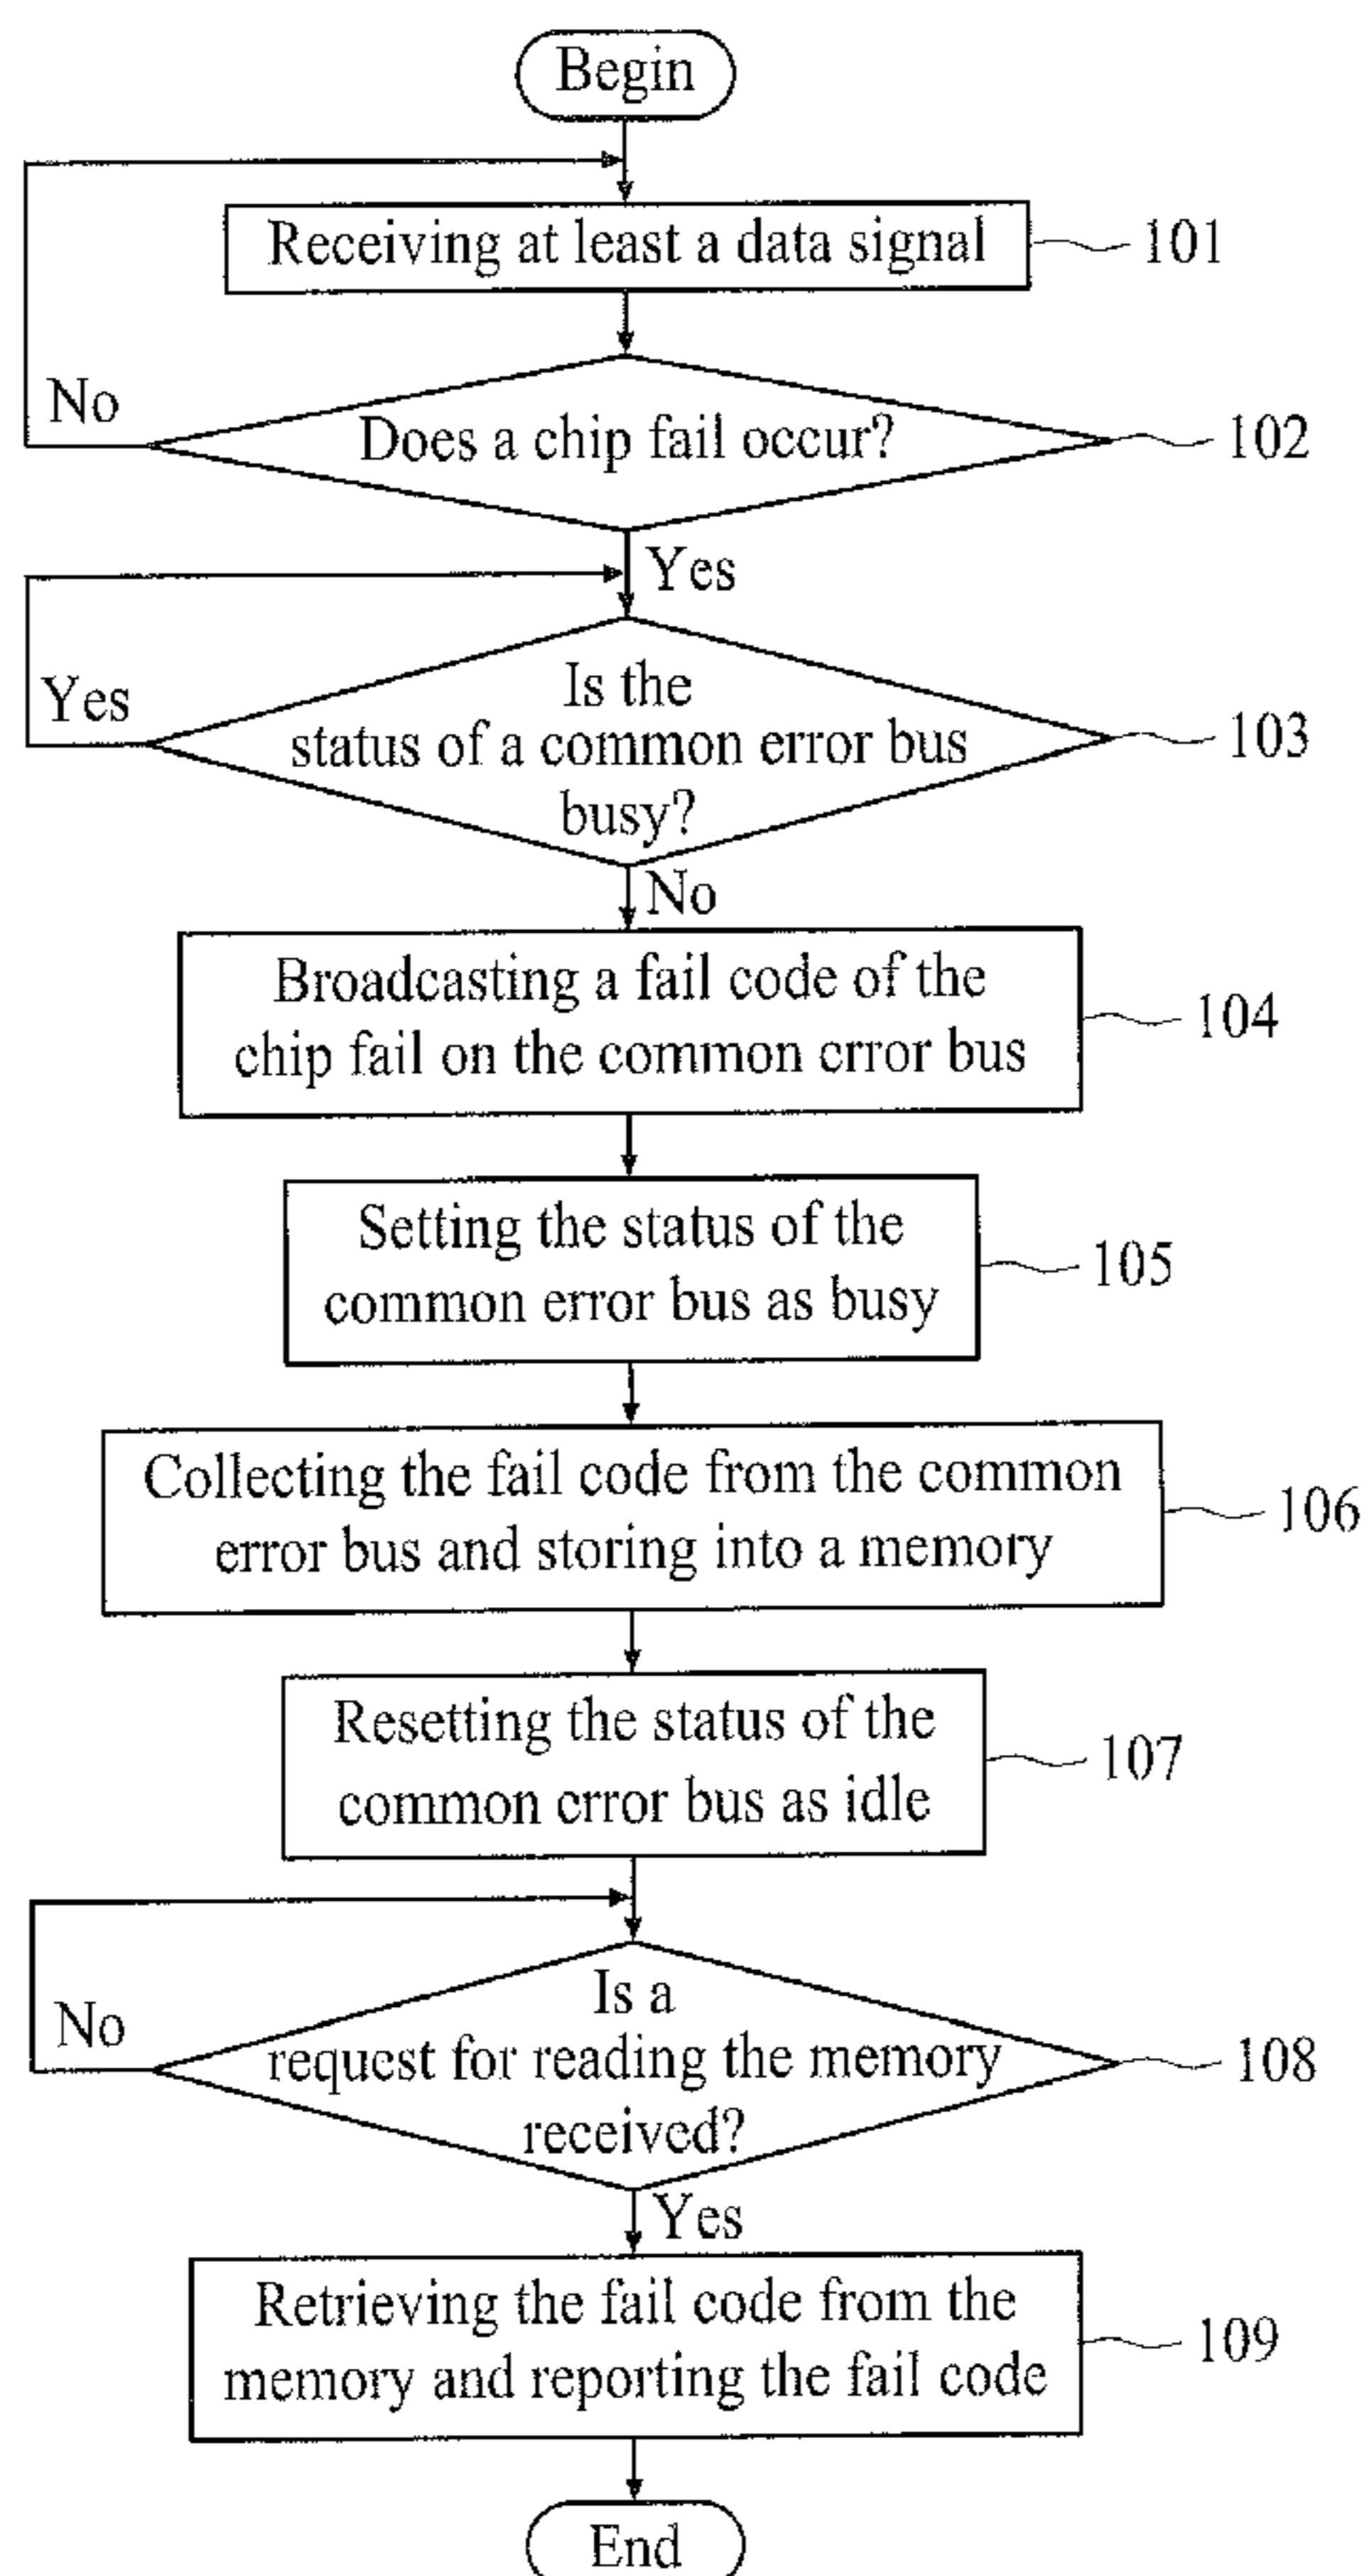 Begin
Receiving at least a data signal
101
No
Does a chip fail occur?
102
Yes
Is the
Yes
status of a common error bus
103
busy?
No
Broadcasting a fail code of the
104
chip fail on the common error bus
Setting the status of the
105
common error bus as busy
Collecting the fail code from the common
106
error bus and storing into a memory
Resetting the status of the
107
common error bus as idle
Is a
No
request for reading the memory
108
received?
Yes
Retrieving the fail code from the
109
memory and reporting the fail code
End